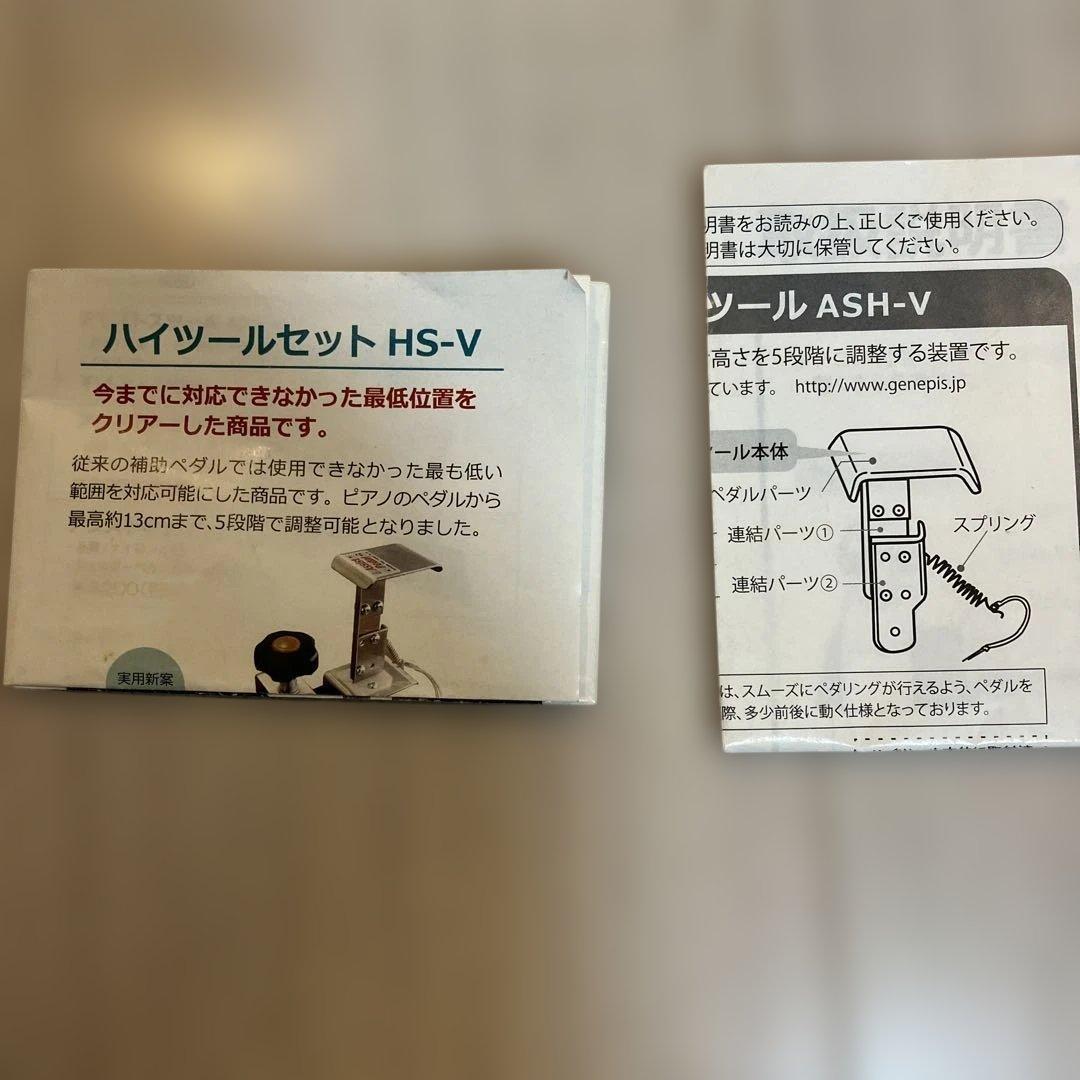 ハイツールセット HS-V
今までに対応できなかった最低位置を
クリアーした商品です。
従来の補助ペダルでは使用できなかった最も低い
範囲を対応可能にした商品です。ピアノのペダルから
最高約13cmまで、5段階で調整可能となりました。
実用新案
明書をお読みの上、正しくご使用ください。
明書は大切に保管してください。
ツール ASH-V
高さを5段階に調整する装置です。
ています。 http://www.genepis.jp
ツール本体
ペダルパーツ
連結パーツ①
スプリング
連結パーツ②
は、スムーズにペダリングが行えるよう、ペダルを
際、多少前後に動く仕様となっております。